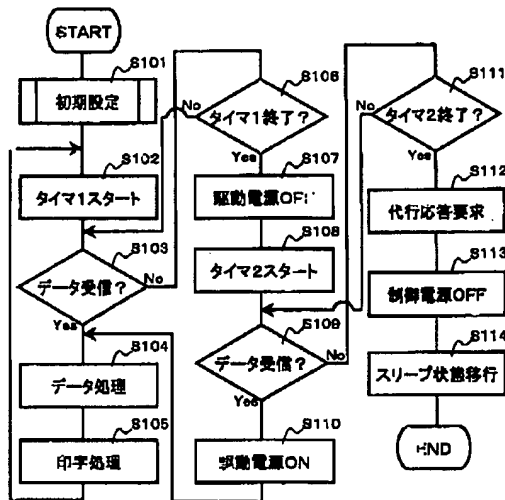 START
S101
初期設定
S102
タイマ1スタート
S103
データ受信?
No
Yes
S104
データ処理
S105
印字処理
S106
タイマ1終了?
No
Yes
S107
駆動電源OFF
S108
タイマ2スタート
S109
データ受信?
No
Yes
S110
駆動電源ON
S111
タイマ2終了?
No
Yes
S112
代行応答要求
S113
制御電源OFF
S114
スリープ状態移行
END